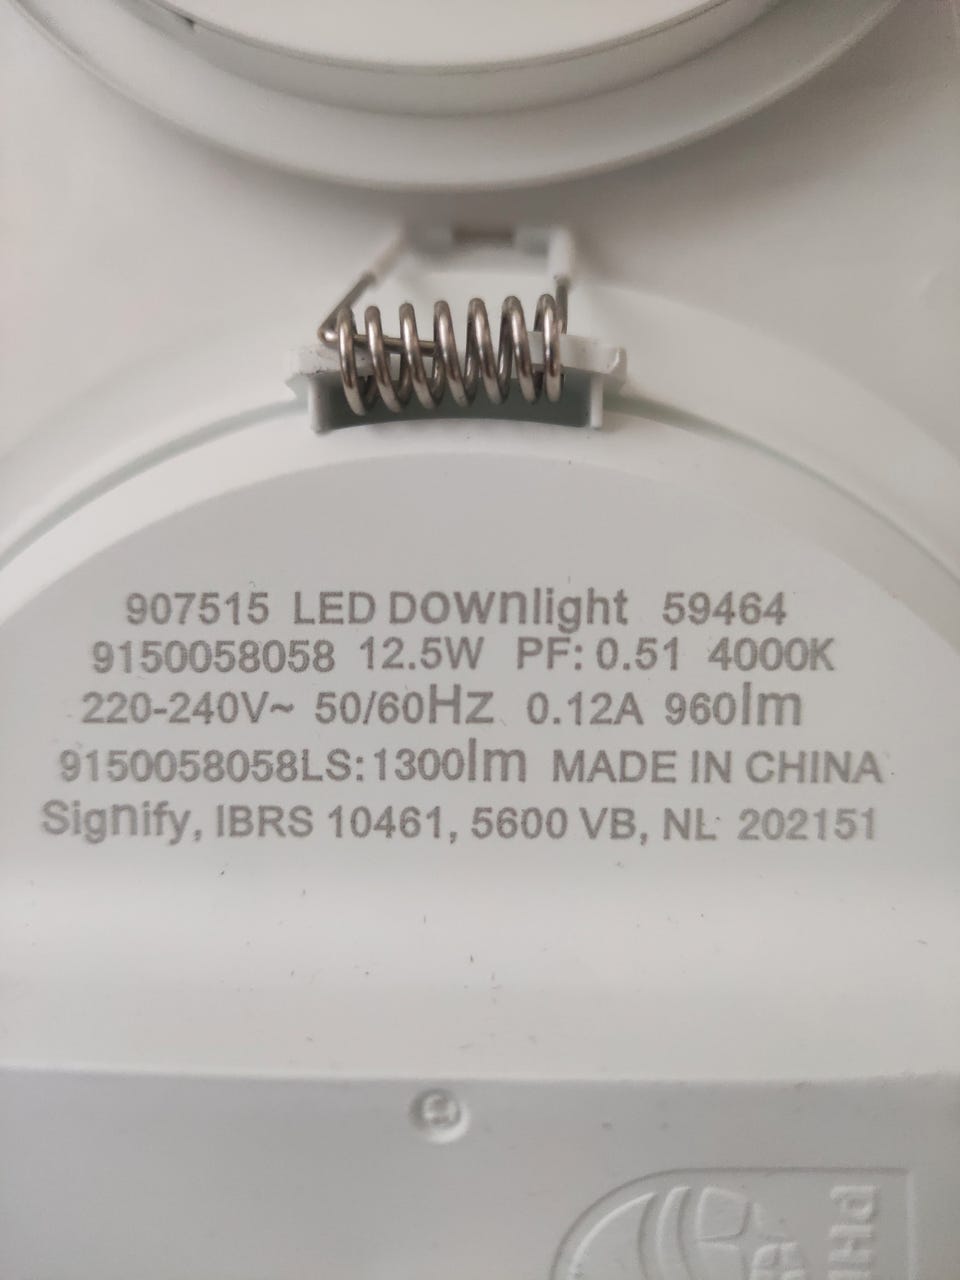 907515 LED Downlight 59464
9150058058 12.5W PF: 0.51 4000K
220-240V~ 50/60Hz 0.12A 960lm
9150058058LS:1300lm MADE IN CHINA
Signify, IBRS 10461, 5600 VB, NL 202151